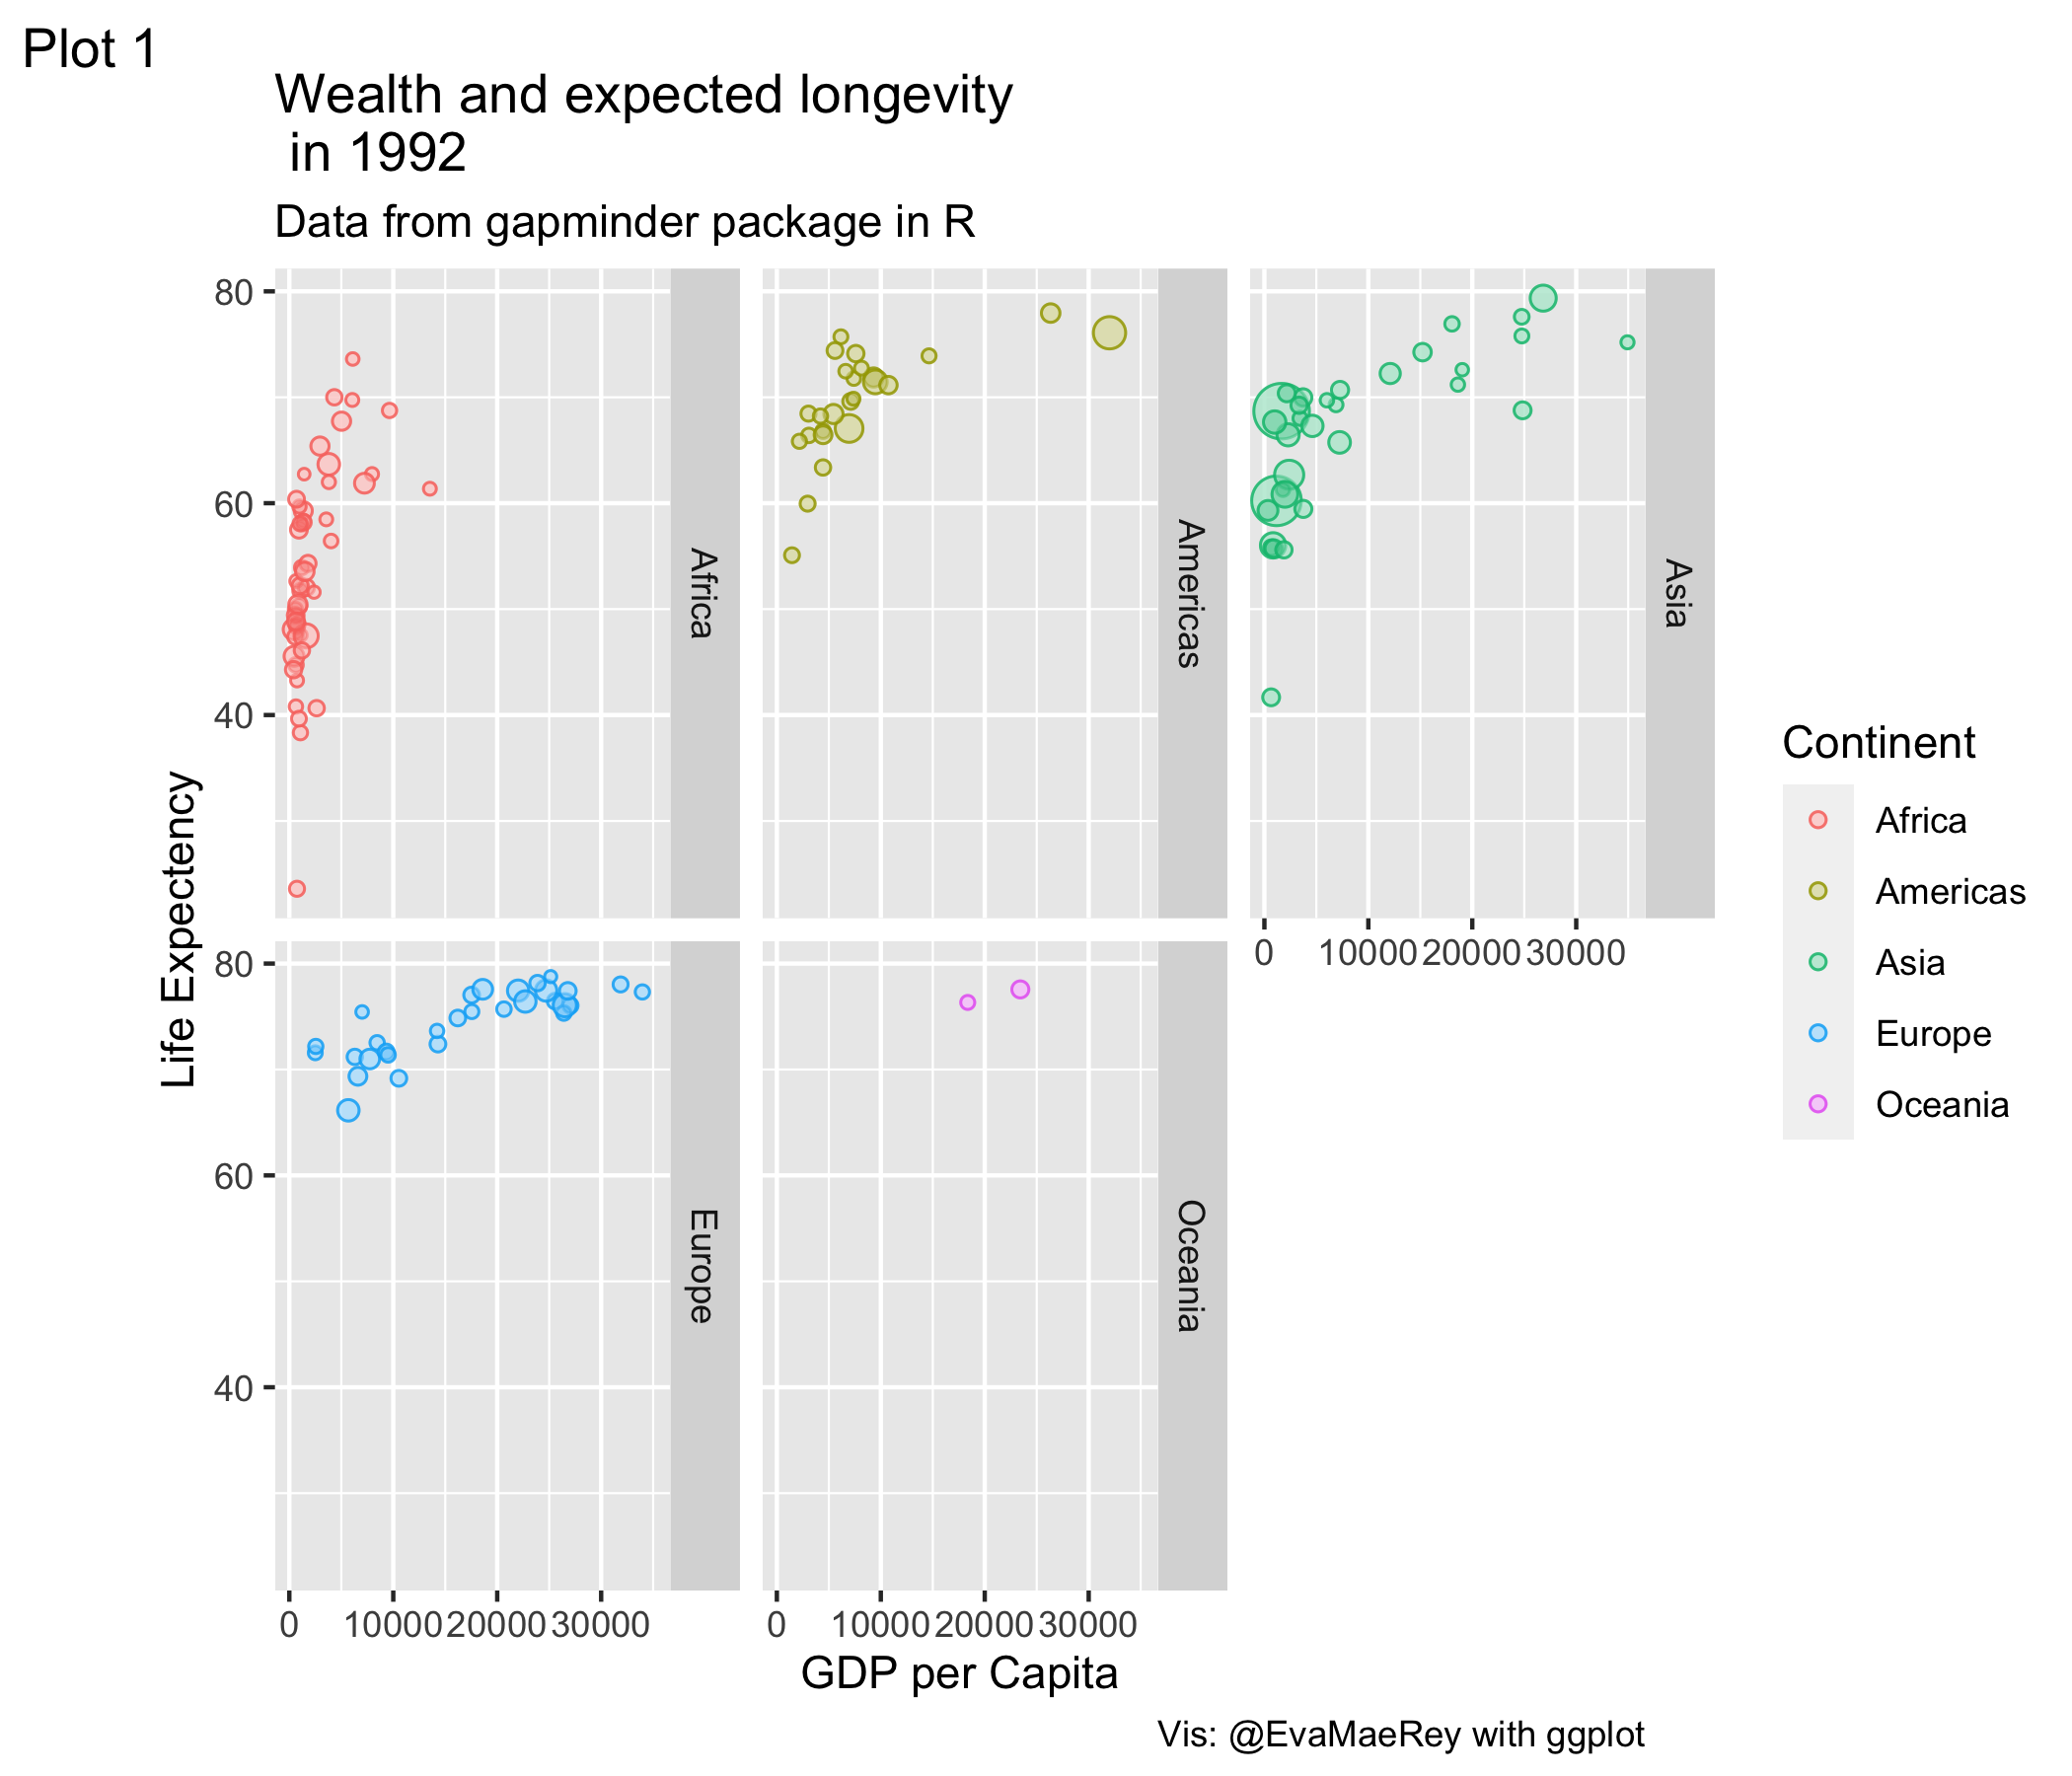 Plot 1
Wealth and expected longevity
in 1992
Data from gapminder package in R
80
60
40
Africa
Americas
Asia
0 10000 20000 30000
Life Expectency
80
60
40
Europe
Oceania
0 10000 20000 30000
0 10000 20000 30000
GDP per Capita
Continent
Africa
Americas
Asia
Europe
Oceania
Vis: @EvaMaeRey with ggplot